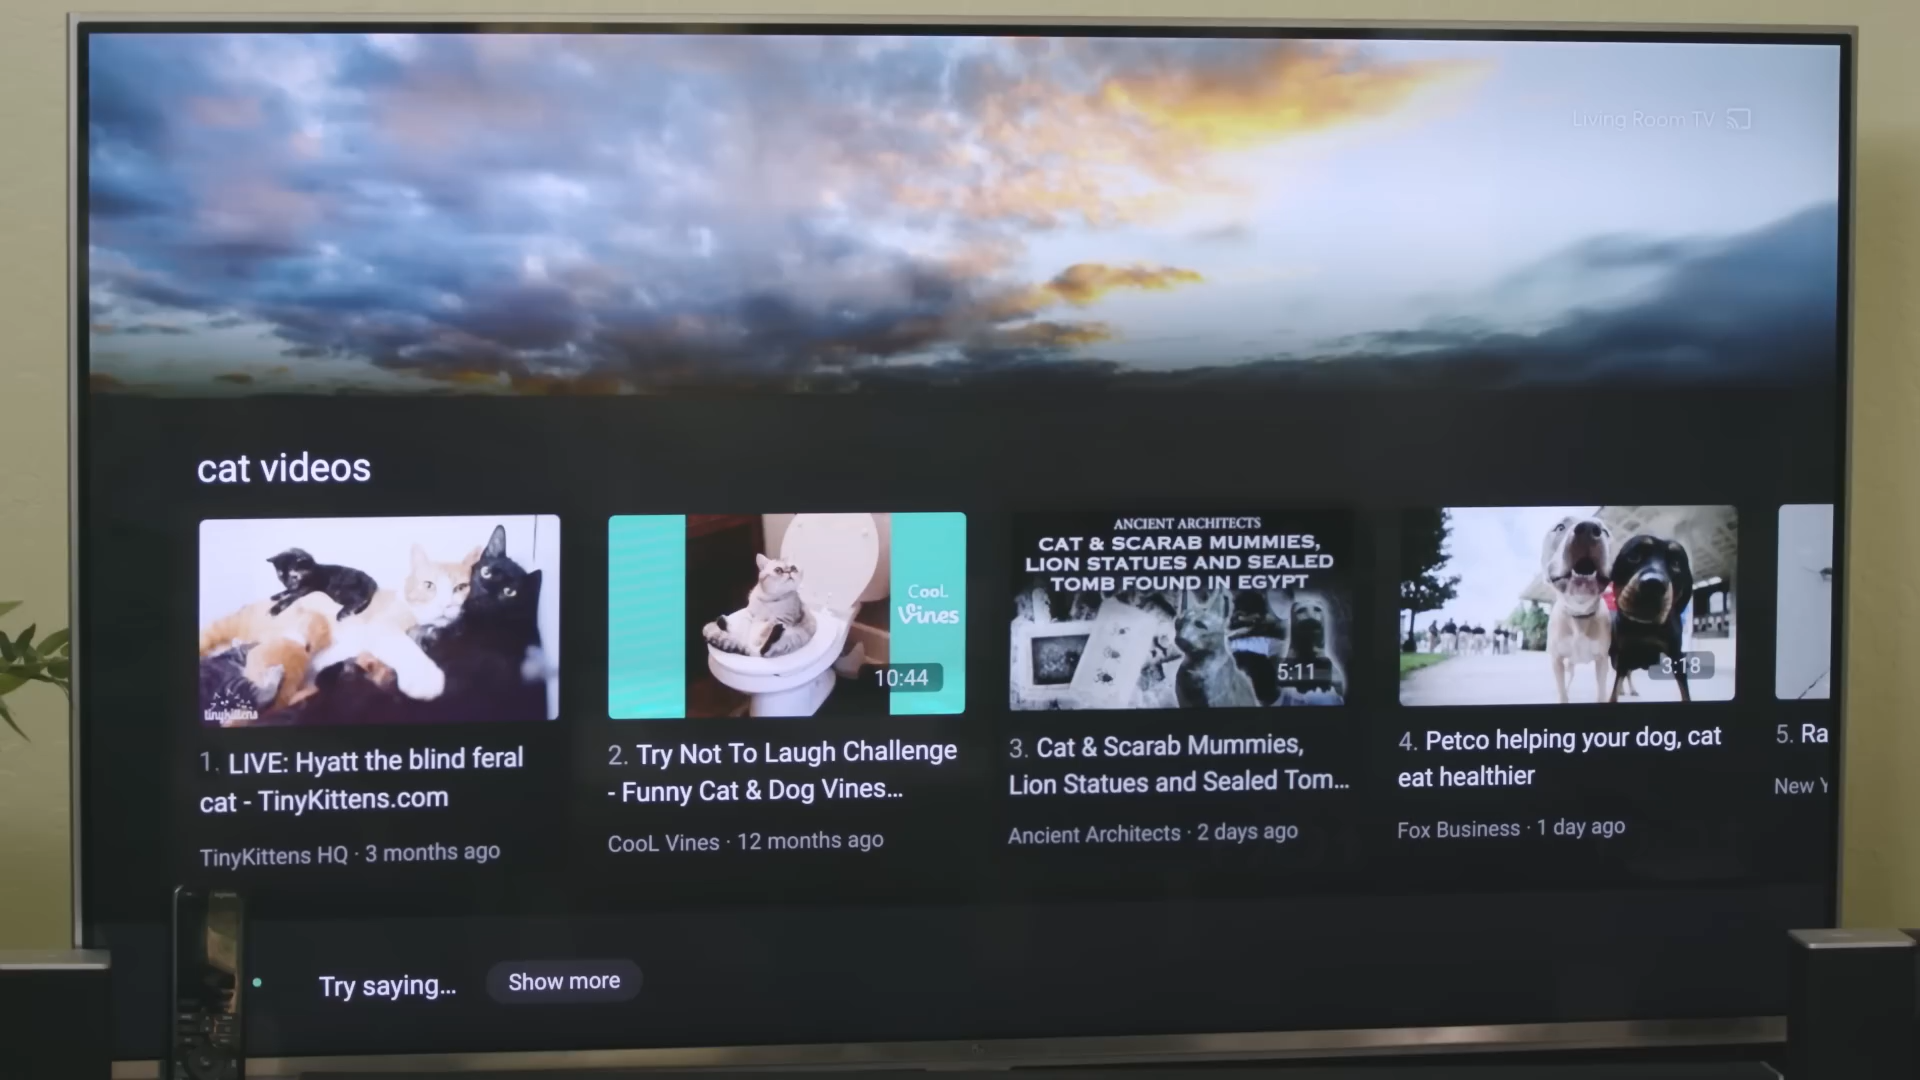 Living Room TV
cat videos
tinykittens
1. LIVE: Hyatt the blind feral
cat - TinyKittens.com
TinyKittens HQ · 3 months ago
CooL
Vines
10:44
2. Try Not To Laugh Challenge
- Funny Cat & Dog Vines...
CooL Vines · 12 months ago
ANCIENT ARCHITECTS
CAT & SCARAB MUMMIES,
LION STATUES AND SEALED
TOMB FOUND IN EGYPT
5:11
3. Cat & Scarab Mummies,
Lion Statues and Sealed Tom...
Ancient Architects · 2 days ago
3:18
4. Petco helping your dog, cat
eat healthier
Fox Business · 1 day ago
5. Ra
New Y
Try saying...
Show more